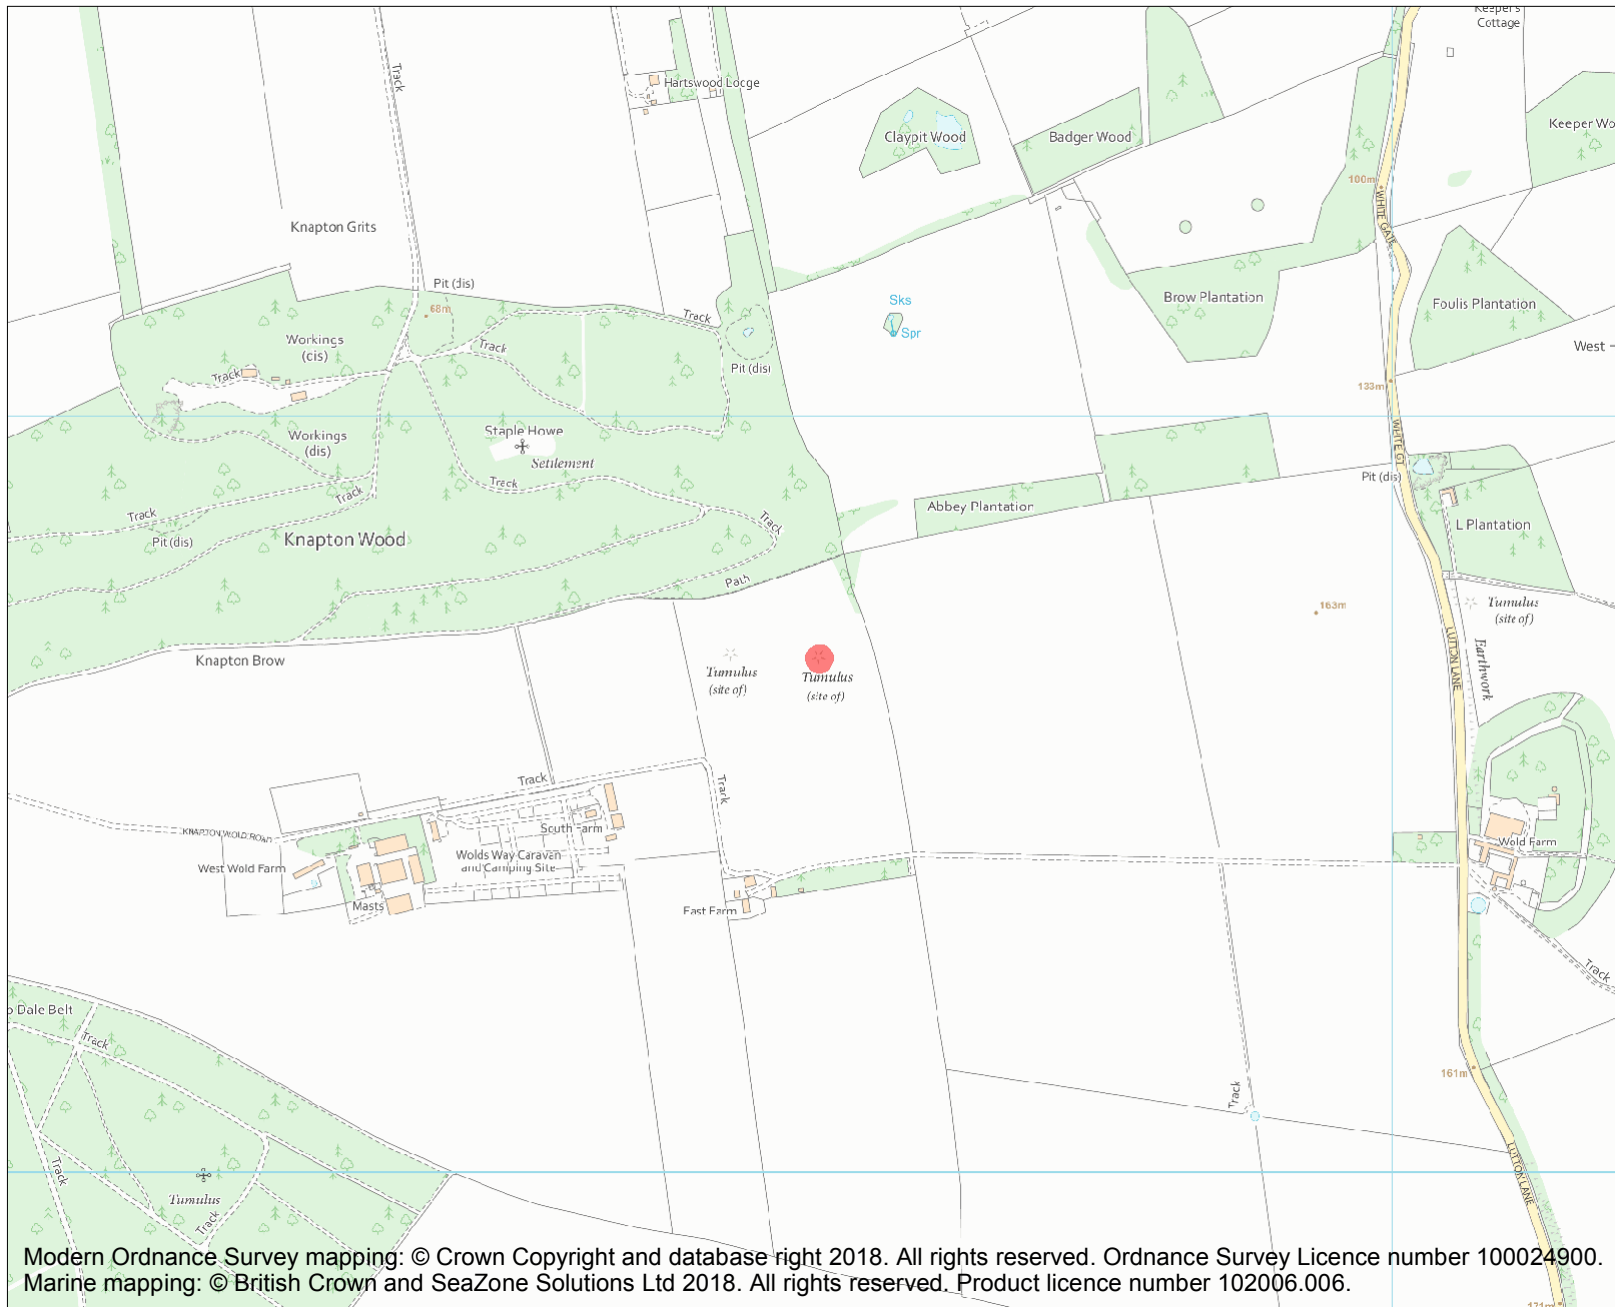 Keeper's
Cottage
Track
Hartswood Locge
Claypit Wood
Badger Wood
Keeper Wo
100m
WHITE GATE
Knapton Grits
Pit (dis)
68m
Track
Sks
Spr
Brow Plantation
Foulis Plantation
Workings
(cis)
Track
Track
Pit (dis)
West
133m
Staple Howe
Settlement
Workings
(dis)
WHITE GT
Track
Track
Track
Pit (dis)
Knapton Wood
Track
Abbey Plantation
Pit (dis)
L Plantation
Path
163m
Tumulus
(site of)
Knapton Brow
Tumulus
(site of)
Tumulus
(site of)
LUTTON LANE
Earthwork
Track
Track
KNAPTON WOLD ROAD
South Farm
Wolds Way Caravan
and Camping Site
West Wold Farm
Masts
East Farm
Wold Farm
Track
o Dale Belt
Track
161m
Track
Track
Tumulus
Track
LUTTON LANE
171m
Modern Ordnance Survey mapping: © Crown Copyright and database right 2018. All rights reserved. Ordnance Survey Licence number 100024900.
Marine mapping: © British Crown and SeaZone Solutions Ltd 2018. All rights reserved. Product licence number 102006.006.